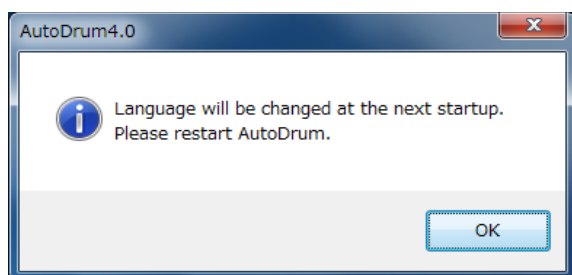 AutoDrum4.0
Language will be changed at the next startup.
Please restart AutoDrum.
OK